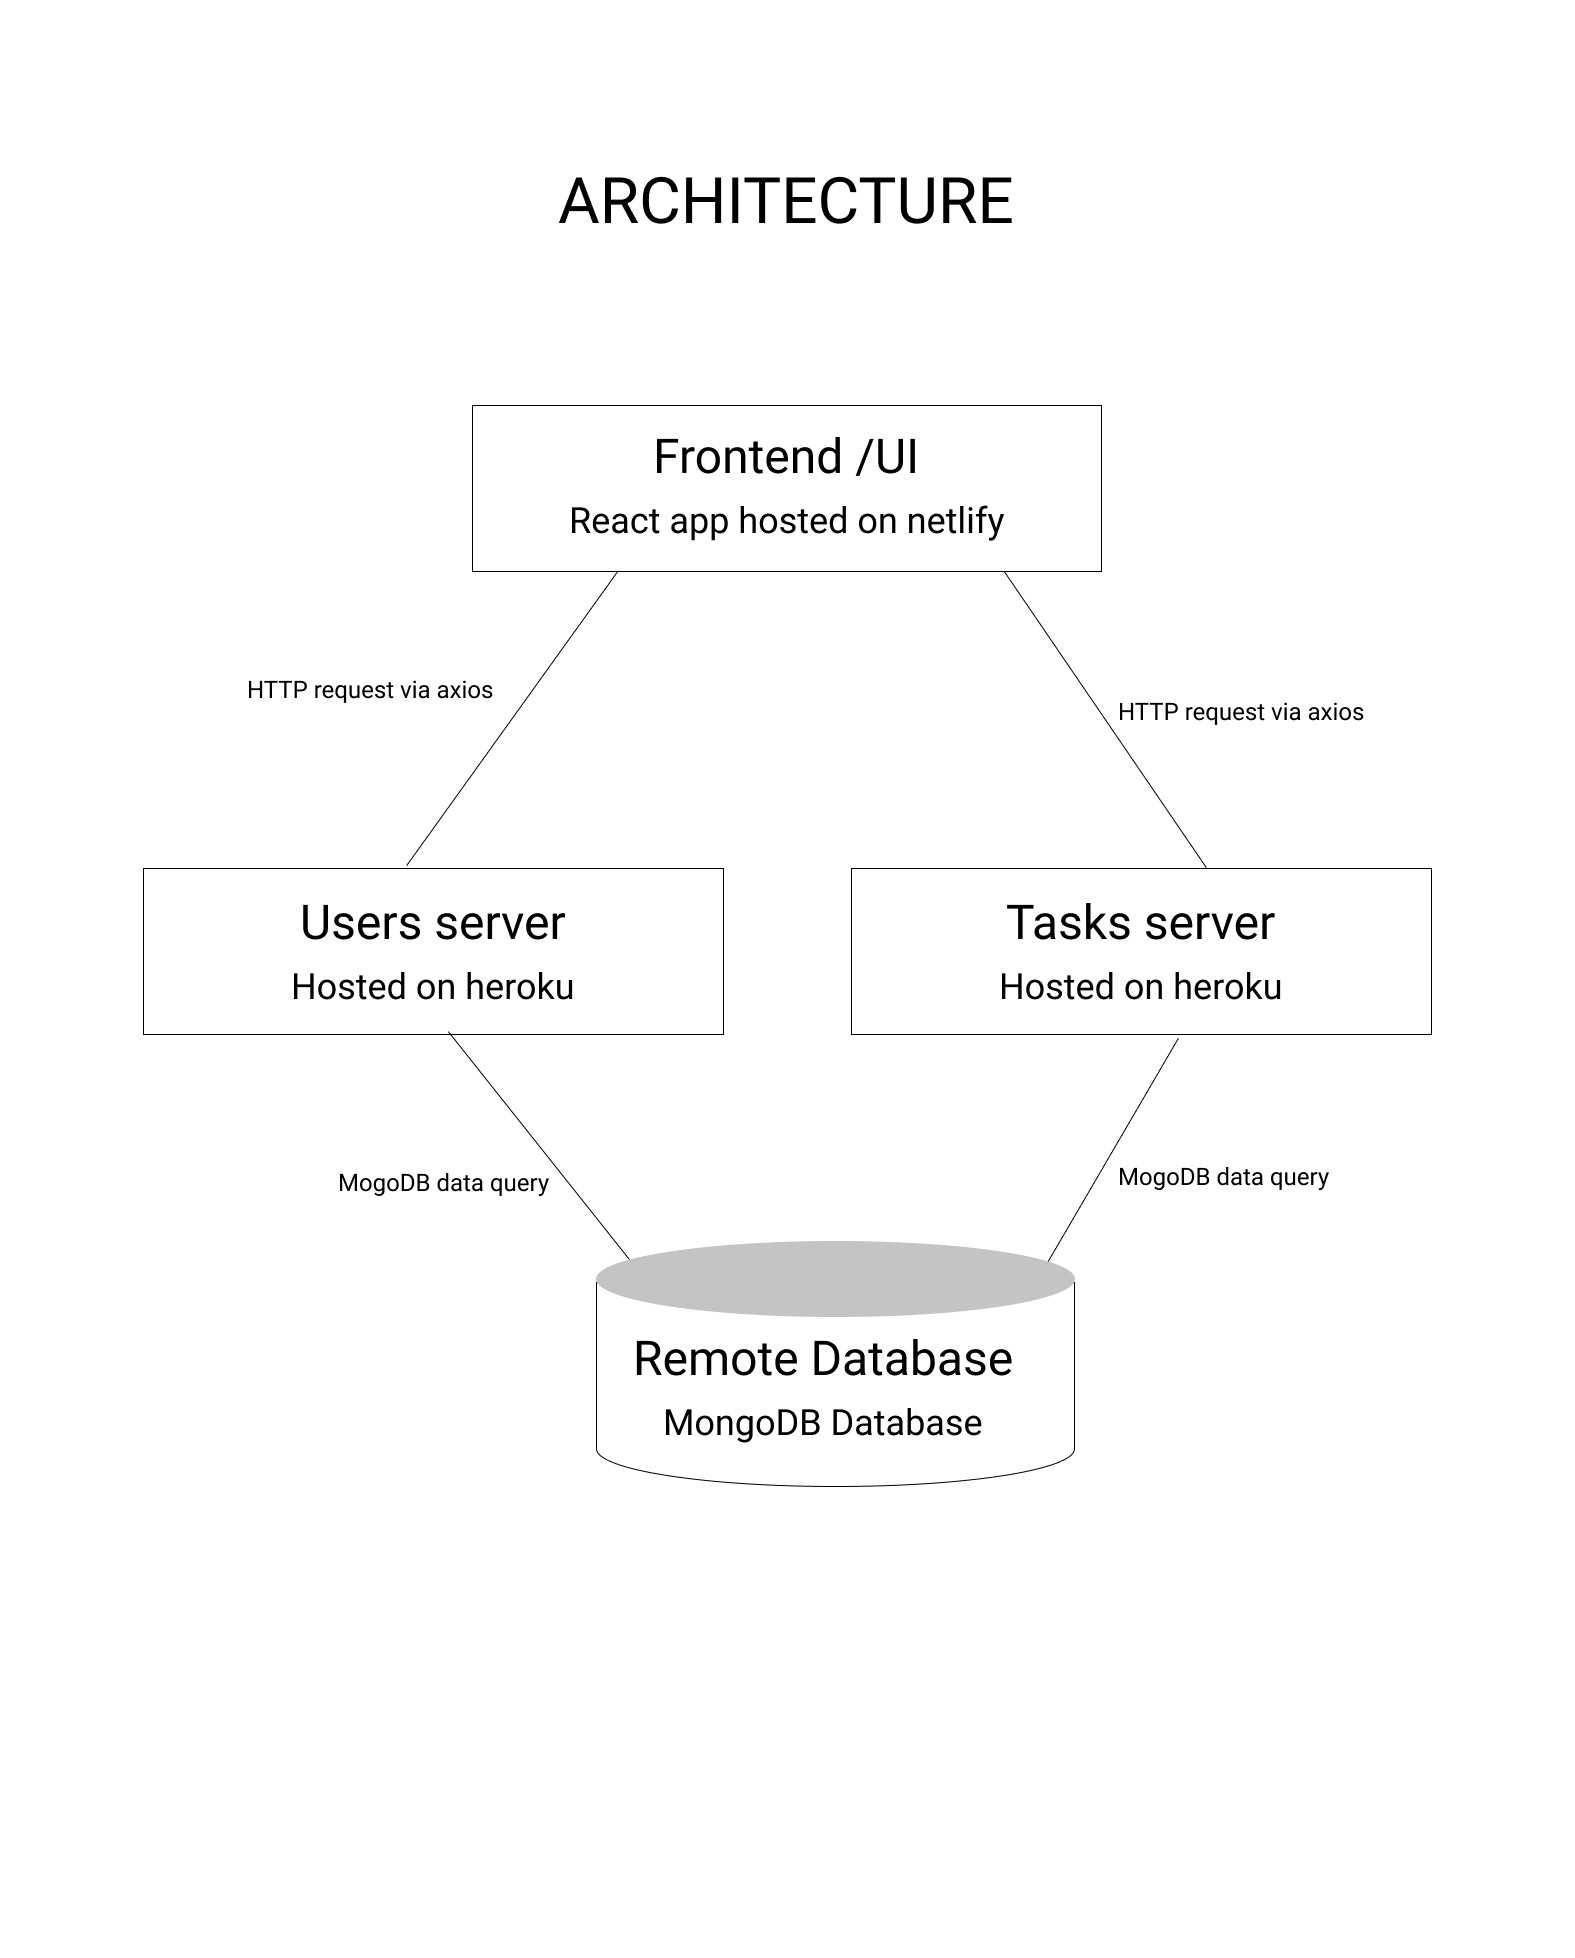 ARCHITECTURE
Frontend /UI
React app hosted on netlify
HTTP request via axios
HTTP request via axios
Users server
Hosted on heroku
Tasks server
Hosted on heroku
MogoDB data query
MogoDB data query
Remote Database
MongoDB Database